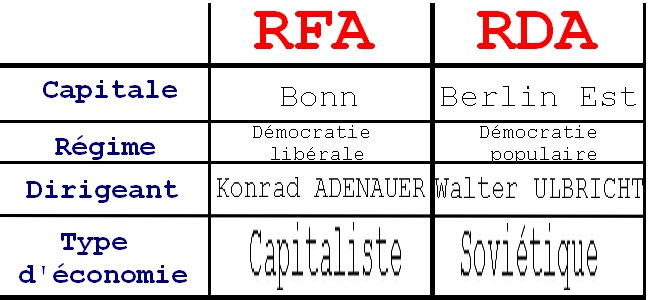 RFA RDA
Capitale Bonn Berlin Est
Régime Démocratie libérale Démocratie populaire
Dirigeant Konrad ADENAUER Walter ULBRICHT
Type d'économie Capitaliste Soviétique